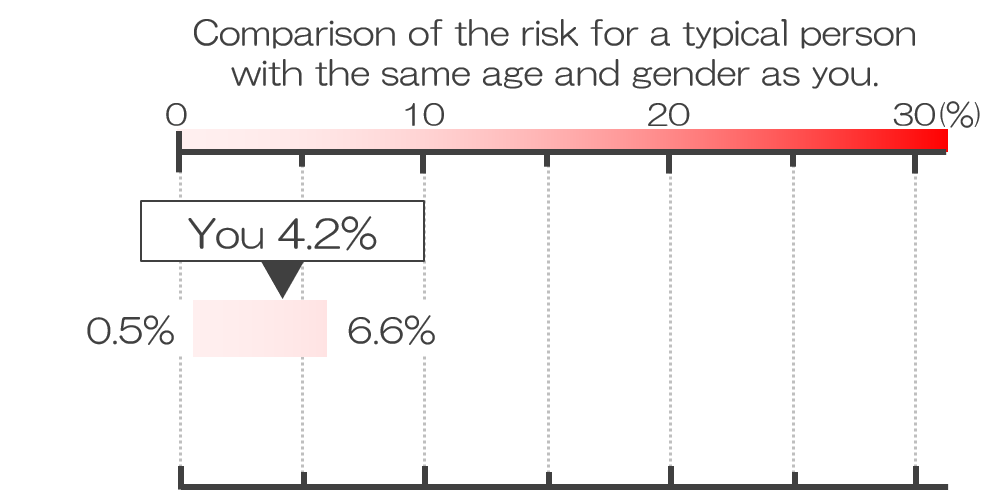 Comparison of the risk for a typical person
with the same age and gender as you.
0 10 20 30(%)
You 4.2%
0.5% 6.6%